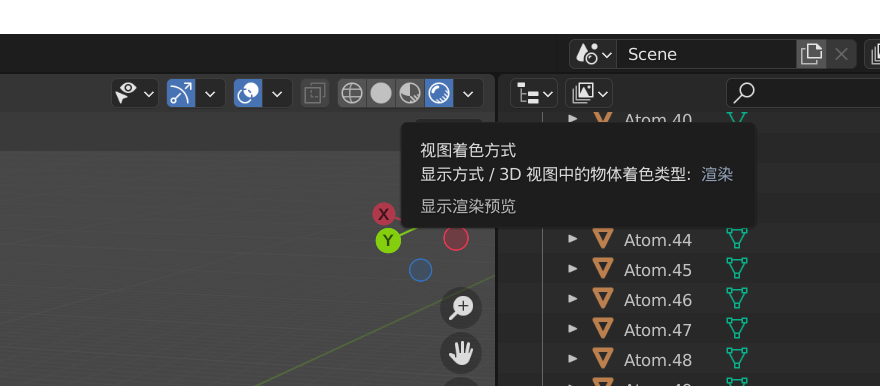 Scene
Atom.40
视图着色方式
显示方式 / 3D 视图中的物体着色类型: 渲染
显示渲染预览
X
Y
Atom.44
Atom.45
Atom.46
Atom.47
Atom.48